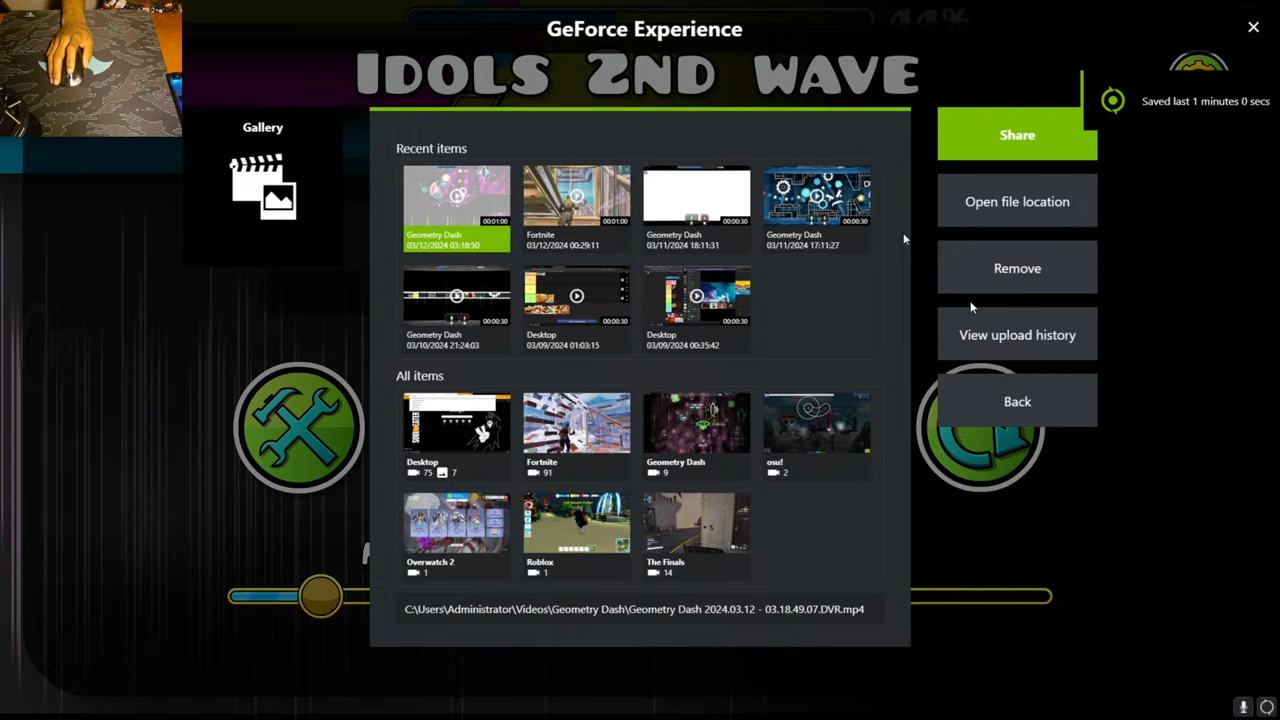 44%
GeForce Experience
IDOLS 2ND WAVE
Saved last 1 minutes 0 secs
Gallery
Share
Recent items
00:01:00
00:01:00
00:00:30
00:00:30
Geometry Dash
Fortnite
Geometry Dash
Geometry Dash
03/12/2024 03:18:50
03/12/2024 00:29:11
03/11/2024 18:11:31
03/11/2024 17:11:27
Open file location
Remove
00:00:30
00:00:30
00:00:30
Geometry Dash
Desktop
Desktop
03/10/2024 21:24:03
03/09/2024 01:03:15
03/09/2024 00:35:42
View upload history
All items
Back
Desktop
Fortnite
Geometry Dash
osu!
75
7
91
9
2
Overwatch 2
Roblox
The Finals
1
1
14
C:\Users\Administrator\Videos\Geometry Dash\Geometry Dash 2024.03.12 - 03.18.49.07.DVR.mp4